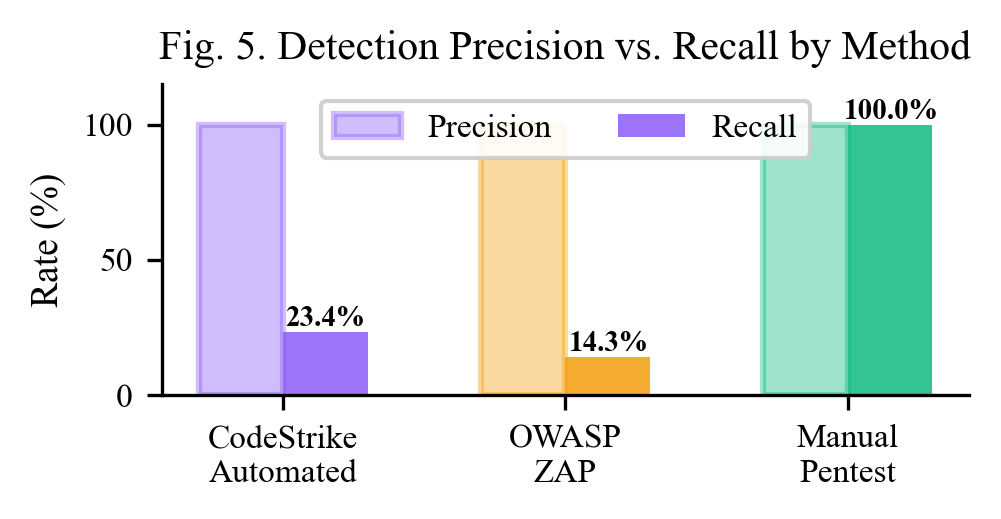 Fig. 5. Detection Precision vs. Recall by Method
Precision
Recall
Rate (%)
100
50
0
23.4%
14.3%
100.0%
CodeStrike
Automated
OWASP
ZAP
Manual
Pentest